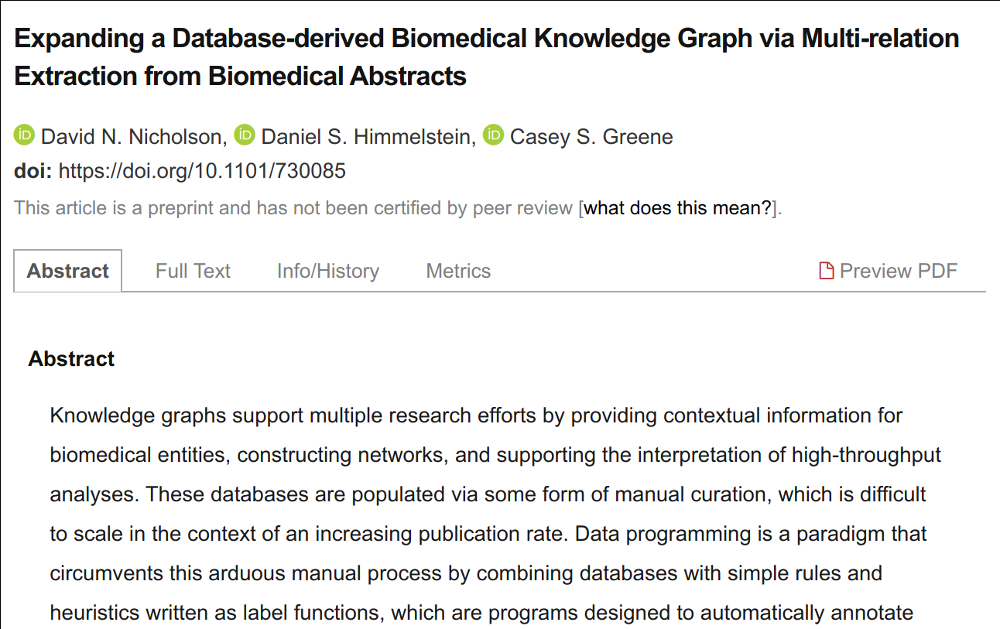 Expanding a Database-derived Biomedical Knowledge Graph via Multi-relation
Extraction from Biomedical Abstracts
iD David N. Nicholson, iD Daniel S. Himmelstein, iD Casey S. Greene
doi: https://doi.org/10.1101/730085
This article is a preprint and has not been certified by peer review [what does this mean?].
Abstract Full Text Info/History Metrics Preview PDF
Abstract
Knowledge graphs support multiple research efforts by providing contextual information for
biomedical entities, constructing networks, and supporting the interpretation of high-throughput
analyses. These databases are populated via some form of manual curation, which is difficult
to scale in the context of an increasing publication rate. Data programming is a paradigm that
circumvents this arduous manual process by combining databases with simple rules and
heuristics written as label functions, which are programs designed to automatically annotate